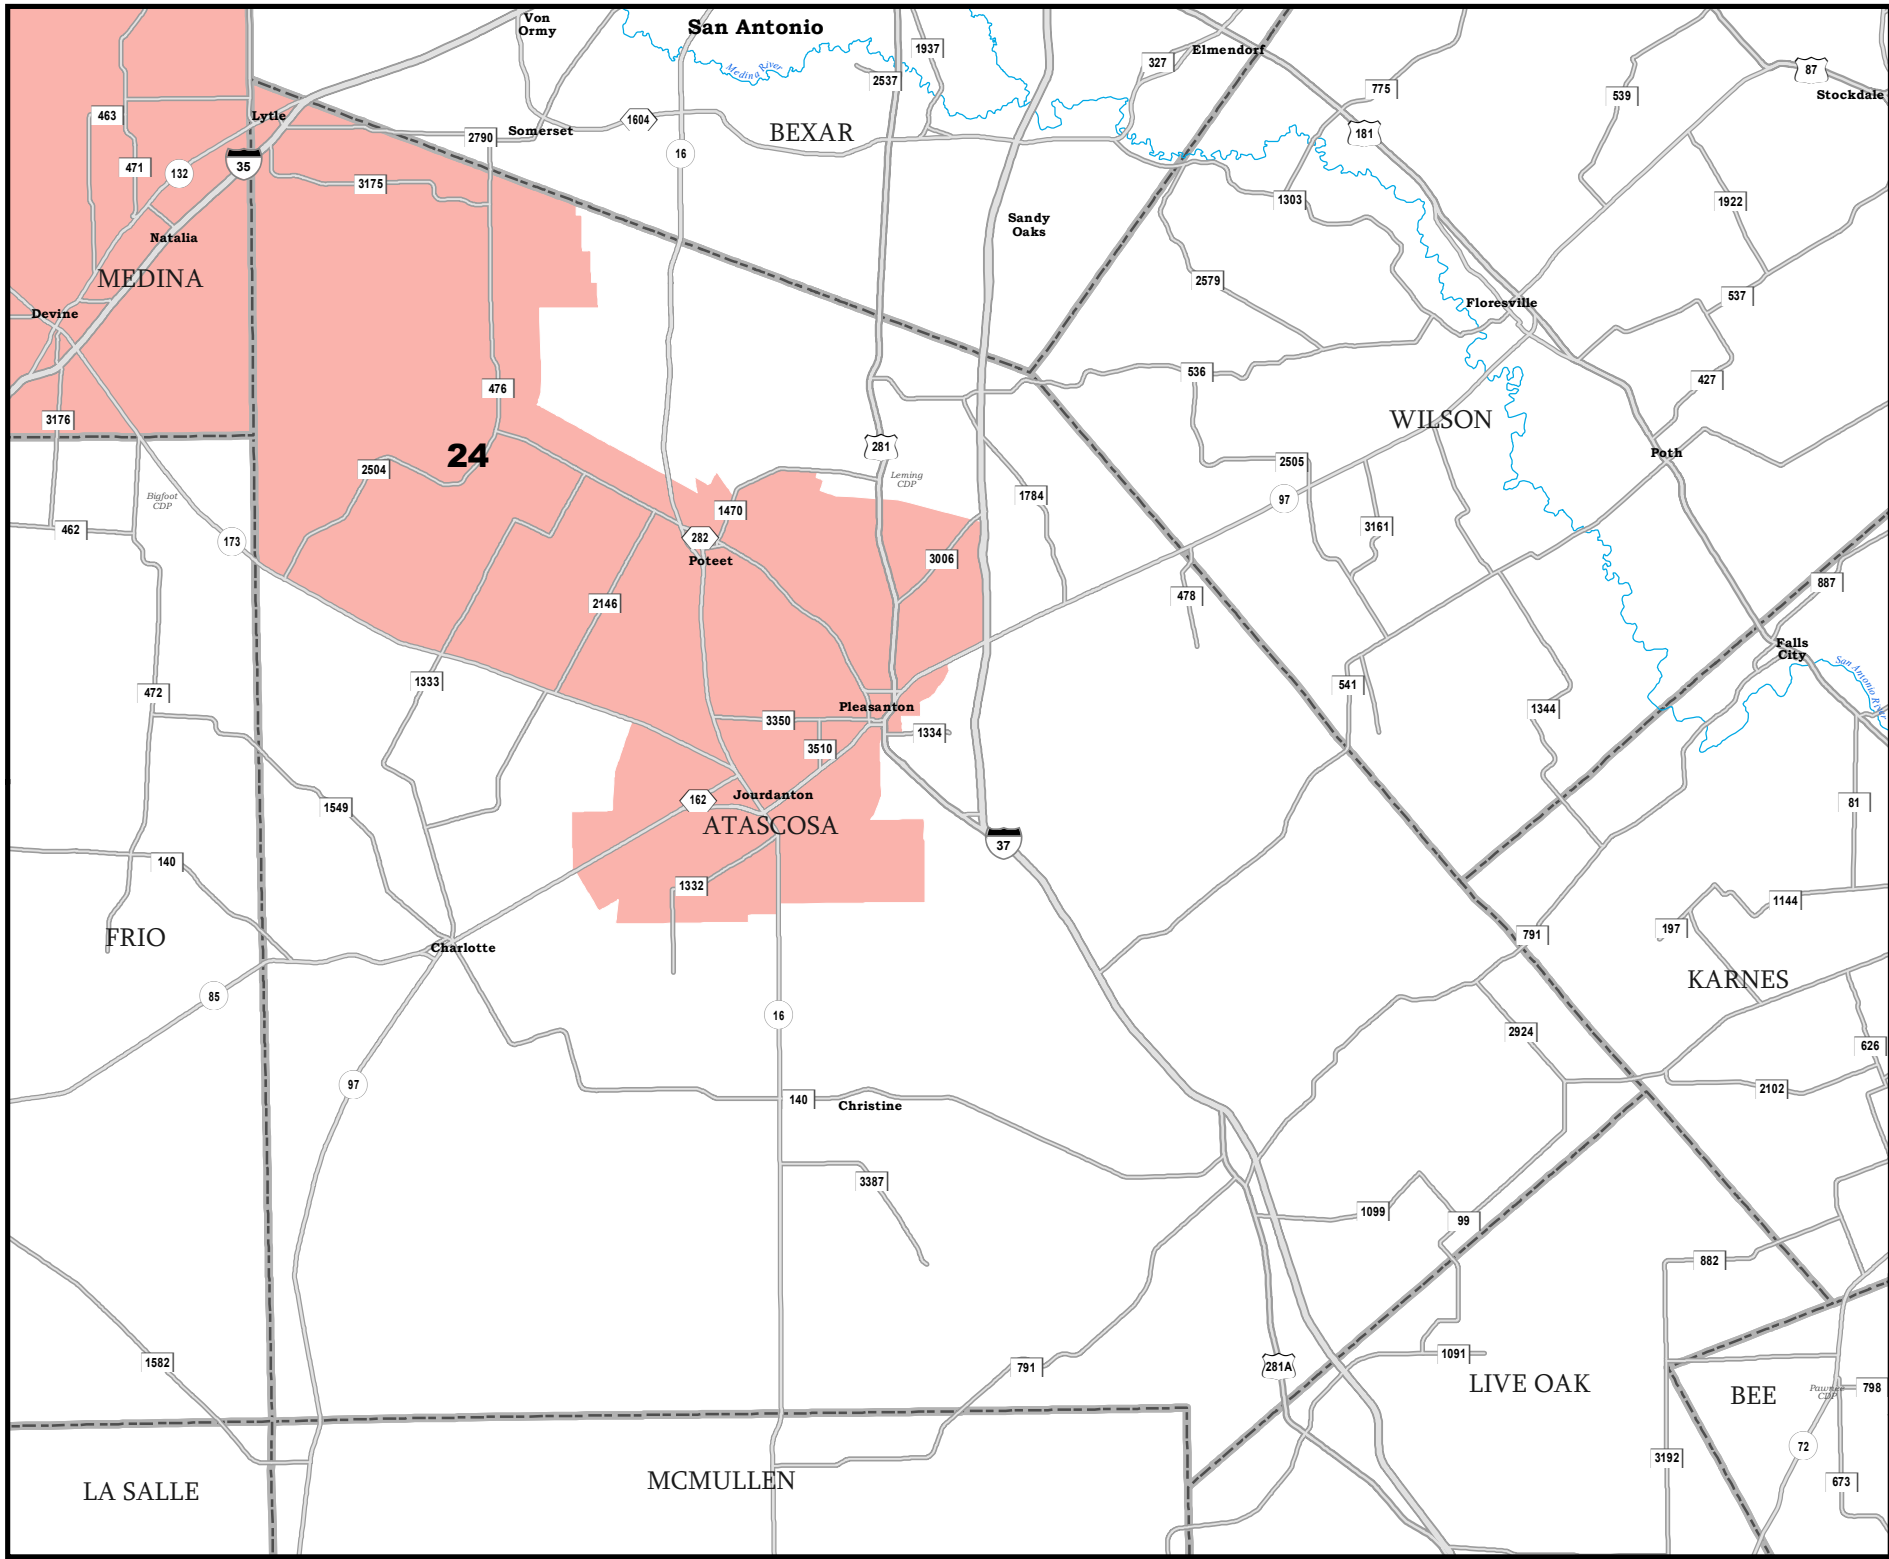 Von
Ormy
San Antonio
1937
327
Elmendorf
87
Medina River
2537
775
539
Stockdale
463
Lytle
1604
2790
Somerset
BEXAR
181
35
16
471
132
3175
1303
1922
Natalia
Sandy
Oaks
MEDINA
2579
537
Devine
Floresville
536
427
476
3176
WILSON
24
281
2504
Leming
CDP
2505
Poth
Bigfoot
CDP
1784
97
1470
462
3161
173
282
Poteet
3006
887
2146
478
Falls
City
San Antonio River
1333
541
472
Pleasanton
1344
3350
1334
3510
1549
162
Jourdanton
81
ATASCOSA
37
140
1332
1144
197
791
FRIO
Charlotte
KARNES
85
16
2924
626
97
2102
140
Christine
3387
1099
99
882
1582
791
281A
1091
LIVE OAK
BEE
Pawnee
CDP
798
72
3192
MCMULLEN
673
LA SALLE